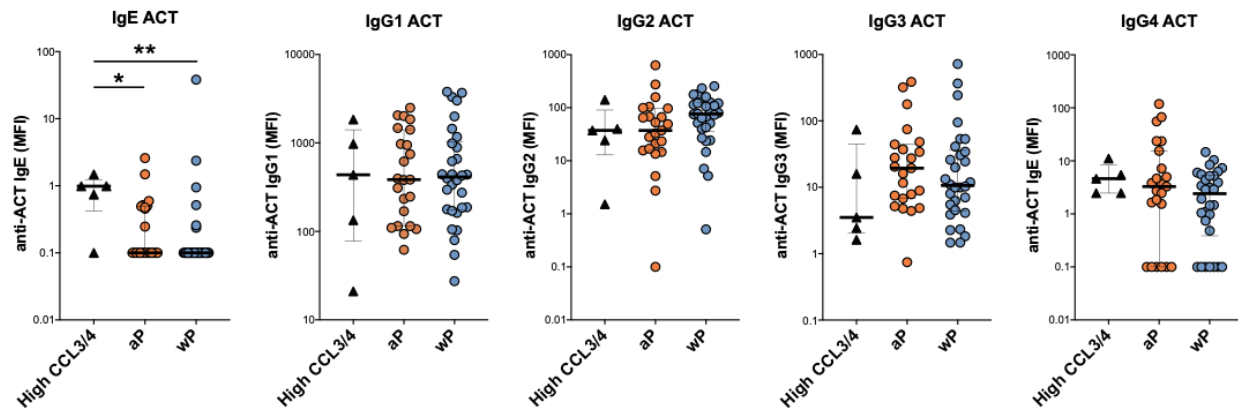 IgE ACT
anti-ACT IgE (MFI)
100
10
1
0.1
0.01
**
*
High CCL3/4
aP
wP
IgG1 ACT
anti-ACT IgG1 (MFI)
10000
1000
100
10
High CCL3/4
aP
wP
IgG2 ACT
anti-ACT IgG2 (MFI)
1000
100
10
1
0.1
0.01
High CCL3/4
aP
wP
IgG3 ACT
anti-ACT IgG3 (MFI)
1000
100
10
1
0.1
High CCL3/4
aP
wP
IgG4 ACT
anti-ACT IgE (MFI)
1000
100
10
1
0.1
0.01
High CCL3/4
aP
wP